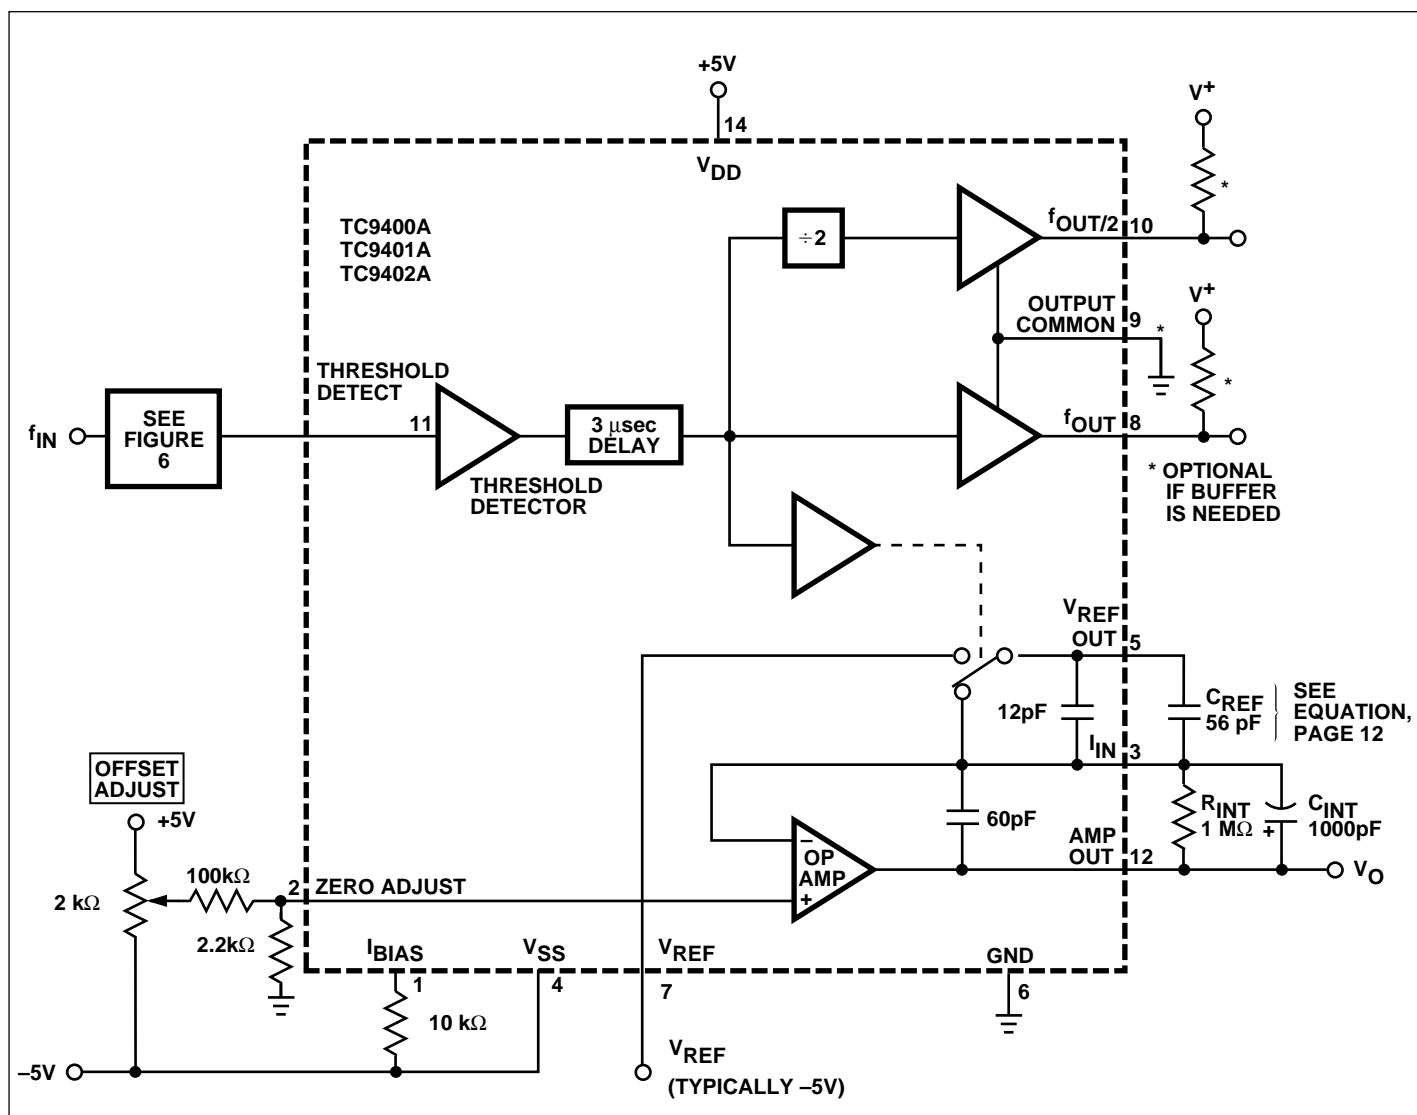 +5V
14
V+
VDD
*
TC9400A
TC9401A
TC9402A
÷2
fOUT/2
10
OUTPUT
COMMON
9
*
V+
*
THRESHOLD
DETECT
fIN
SEE
FIGURE
6
11
3 µsec
DELAY
fOUT
8
THRESHOLD
DETECTOR
* OPTIONAL
IF BUFFER
IS NEEDED
VREF
OUT
5
12pF
CREF
56 pF
SEE
EQUATION,
PAGE 12
IIN
3
OFFSET
ADJUST
+5V
60pF
RINT
1 MΩ
+
CINT
1000pF
AMP
OUT
12
–
OP
AMP
+
VO
2 kΩ
100kΩ
2
ZERO ADJUST
2.2kΩ
IBIAS
VSS
VREF
GND
1
4
7
6
10 kΩ
–5V
VREF
(TYPICALLY –5V)